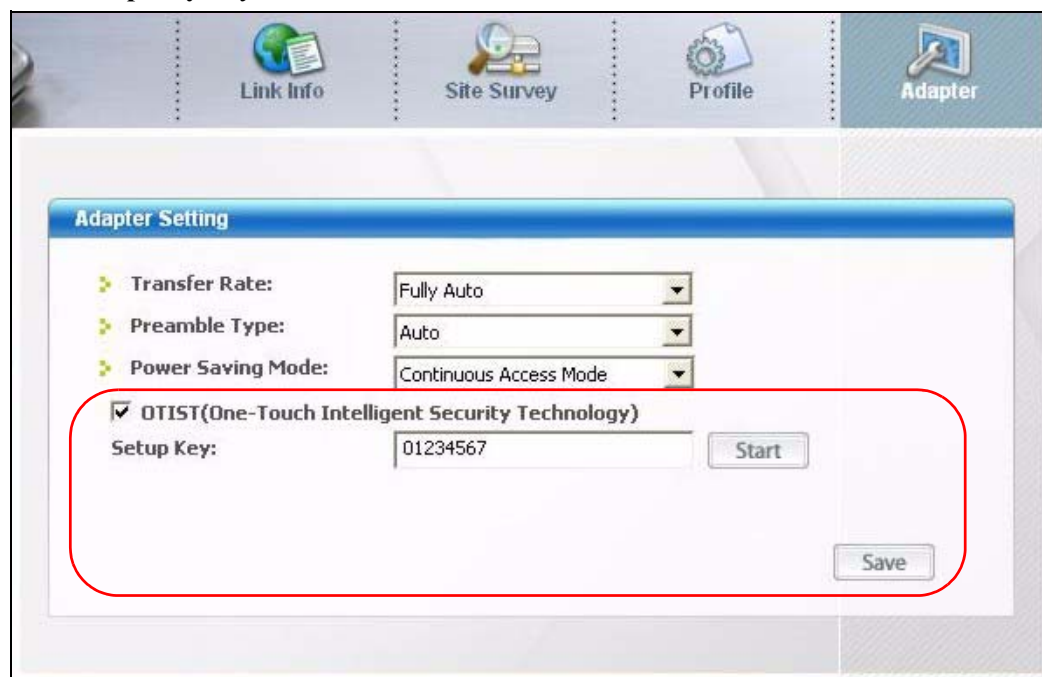 Link Info
Site Survey
Profile
Adapter
Adapter Setting
Transfer Rate:
Fully Auto
Preamble Type:
Auto
Power Saving Mode:
Continuous Access Mode
OTIST(One-Touch Intelligent Security Technology)
Setup Key:
01234567
Start
Save